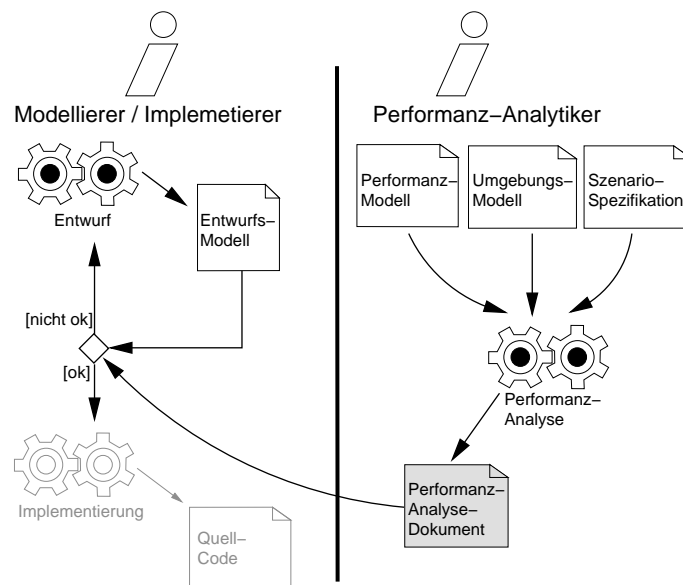 Modellierer / Implemetierer
Entwurf
Entwurfs-
Modell
[nicht ok]
[ok]
Implementierung
Quell-
Code
Performanz-Analytiker
Performanz-
Modell
Umgebungs-
Modell
Szenario-
Spezifikation
Performanz-
Analyse
Performanz-
Analyse-
Dokument